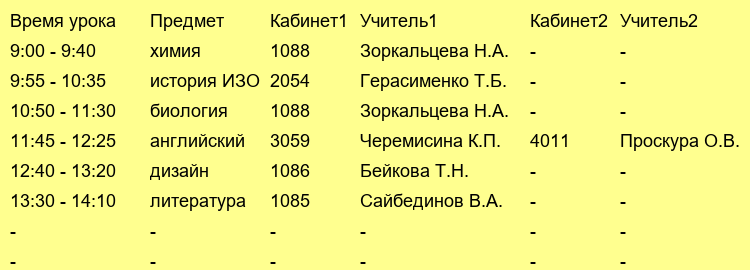 Время урока Предмет Кабинет1 Учитель1 Кабинет2 Учитель2
9:00 - 9:40 химия 1088 Зоркальцева Н.А. - -
9:55 - 10:35 история ИЗО 2054 Герасименко Т.Б. - -
10:50 - 11:30 биология 1088 Зоркальцева Н.А. - -
11:45 - 12:25 английский 3059 Черемисина К.П. 4011 Проскура О.В.
12:40 - 13:20 дизайн 1086 Бейкова Т.Н. - -
13:30 - 14:10 литература 1085 Сайбединов В.А. - -
- - - - - -
- - - - - -